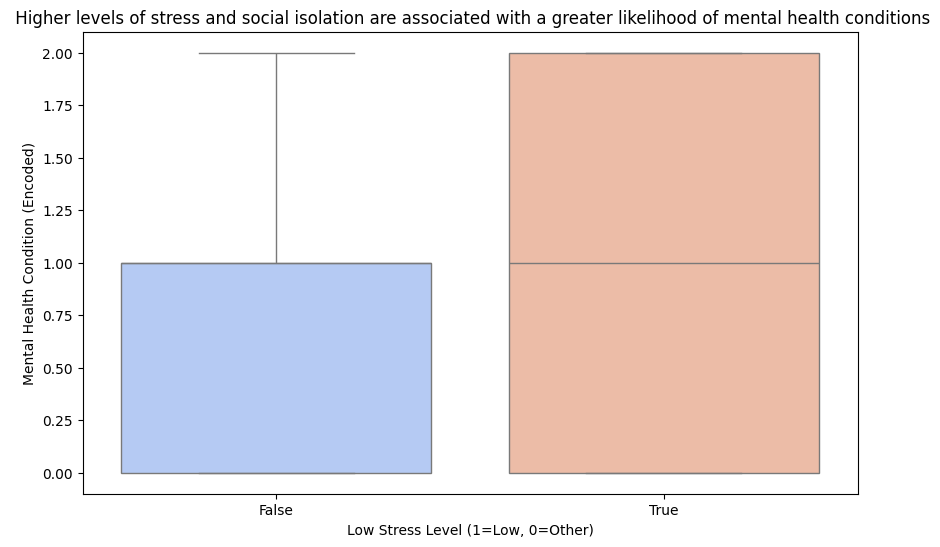 Higher levels of stress and social isolation are associated with a greater likelihood of mental health conditions
2.00
1.75
1.50
1.25
1.00
0.75
0.50
0.25
0.00
Mental Health Condition (Encoded)
False
True
Low Stress Level (1=Low, 0=Other)